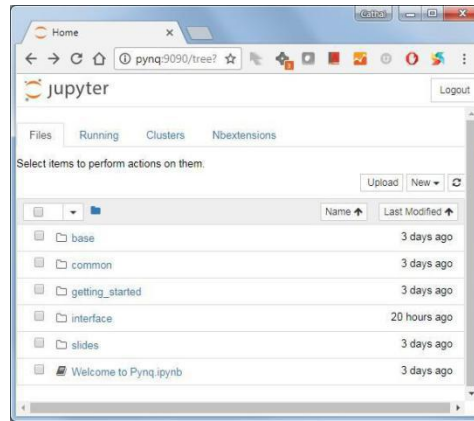 Home
pynq:9090/tree?
jupyter
Logout
Files Running Clusters Nbextensions
Select items to perform actions on them.
Upload New
Name Last Modified
base 3 days ago
common 3 days ago
getting_started 3 days ago
interface 20 hours ago
slides 3 days ago
Welcome to Pynq.ipynb 3 days ago